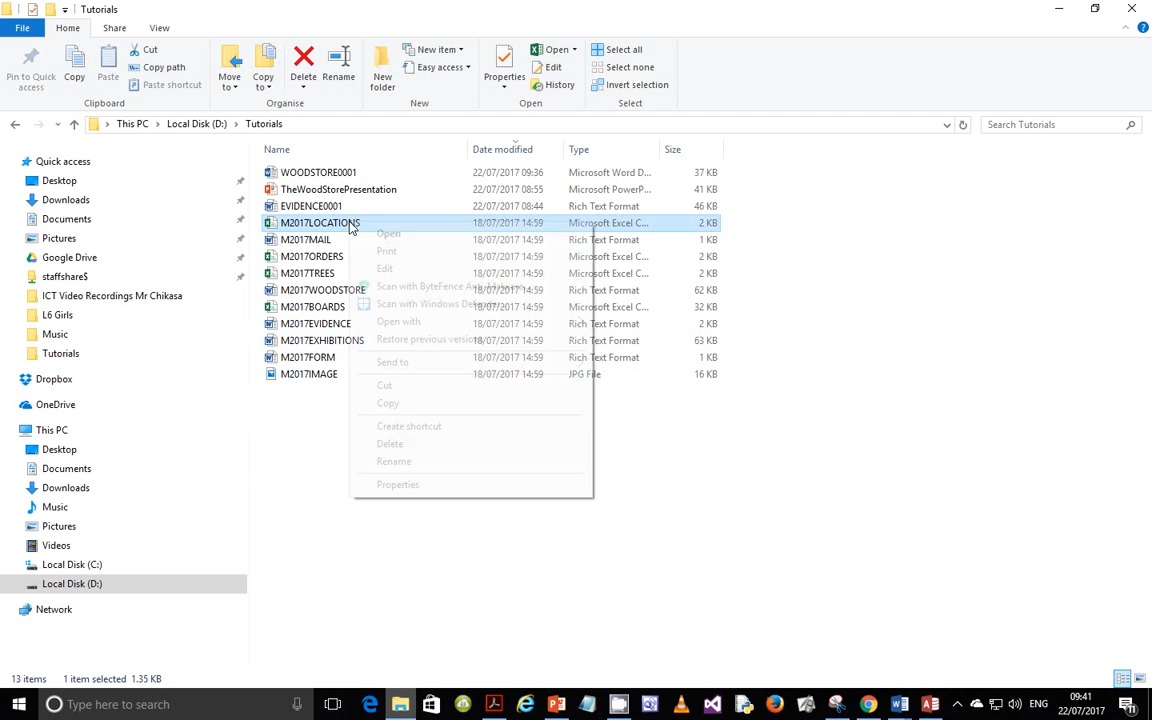 Tutorials
File Home Share View
Pin to Quick access
Copy
Paste
Cut
Copy path
Paste shortcut
Clipboard
Move to
Copy to
Delete
Rename
Organise
New folder
New item
Easy access
New
Properties
Open
Edit
History
Open
Select all
Select none
Invert selection
Select
This PC > Local Disk (D:) > Tutorials
Search Tutorials
Name Date modified Type Size
WOODSTORE0001 22/07/2017 09:36 Microsoft Word D... 37 KB
TheWoodStorePresentation 22/07/2017 08:55 Microsoft PowerP... 41 KB
EVIDENCE0001 22/07/2017 08:44 Rich Text Format 46 KB
M2017LOCATIONS 18/07/2017 14:59 Microsoft Excel C... 2 KB
M2017MAIL 18/07/2017 14:59 Rich Text Format 1 KB
M2017ORDERS 18/07/2017 14:59 Microsoft Excel C... 2 KB
M2017TREES 18/07/2017 14:59 Microsoft Excel C... 2 KB
M2017WOODSTORE 18/07/2017 14:59 Rich Text Format 62 KB
M2017BOARDS 18/07/2017 14:59 Microsoft Excel C... 32 KB
M2017EVIDENCE 18/07/2017 14:59 Rich Text Format 2 KB
M2017EXHIBITIONS 18/07/2017 14:59 Rich Text Format 63 KB
M2017FORM 18/07/2017 14:59 Rich Text Format 1 KB
M2017IMAGE 18/07/2017 14:59 JPG File 16 KB
Open
Print
Edit
Scan with ByteFence
Scan with Windows Defender...
Open with
Restore previous versions
Send to
Cut
Copy
Create shortcut
Delete
Rename
Properties
Quick access
Desktop
Downloads
Documents
Pictures
Google Drive
staffshare$
ICT Video Recordings Mr Chikasa
L6 Girls
Music
Tutorials
Dropbox
OneDrive
This PC
Desktop
Documents
Downloads
Music
Pictures
Videos
Local Disk (C:)
Local Disk (D:)
Network
13 items 1 item selected 1.35 KB
Type here to search
ENG
09:41
22/07/2017
11